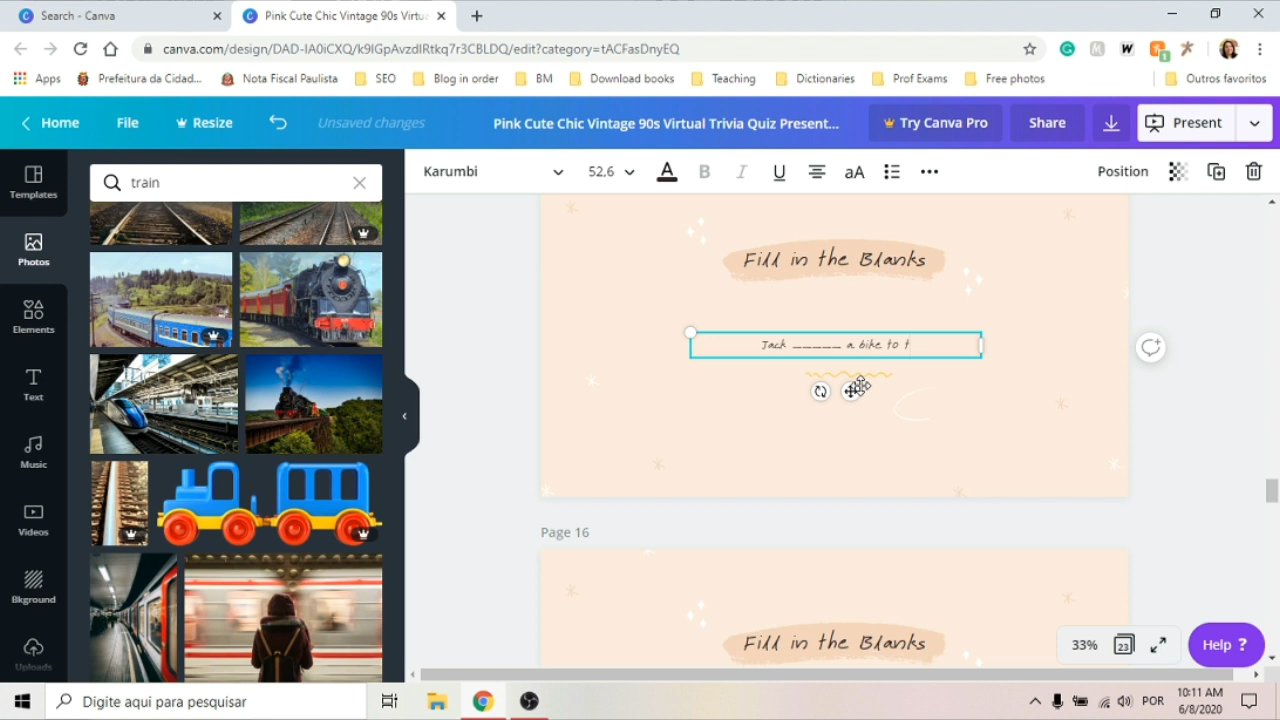 Search - Canva
Pink Cute Chic Vintage 90s Virtua
canva.com/design/DAD-IA0iCXQ/k9IGpAvzdIRtkq7r3CBLDQ/edit?category=tACFasDnyEQ
Apps
Prefeitura da Cidad...
Nota Fiscal Paulista
SEO
Blog in order
BM
Download books
Teaching
Dictionaries
Prof Exams
Free photos
Outros favoritos
Home
File
Resize
Unsaved changes
Pink Cute Chic Vintage 90s Virtual Trivia Quiz Present...
Try Canva Pro
Share
Present
Templates
Photos
Elements
Text
Music
Videos
Bkground
Uploads
train
Karumbi
52,6
A
B
I
U
aA
Position
Fill in the Blanks
Jack _____ a bike to t
Page 16
Fill in the Blanks
33%
23
Help ?
Digite aqui para pesquisar
POR
10:11 AM
6/8/2020